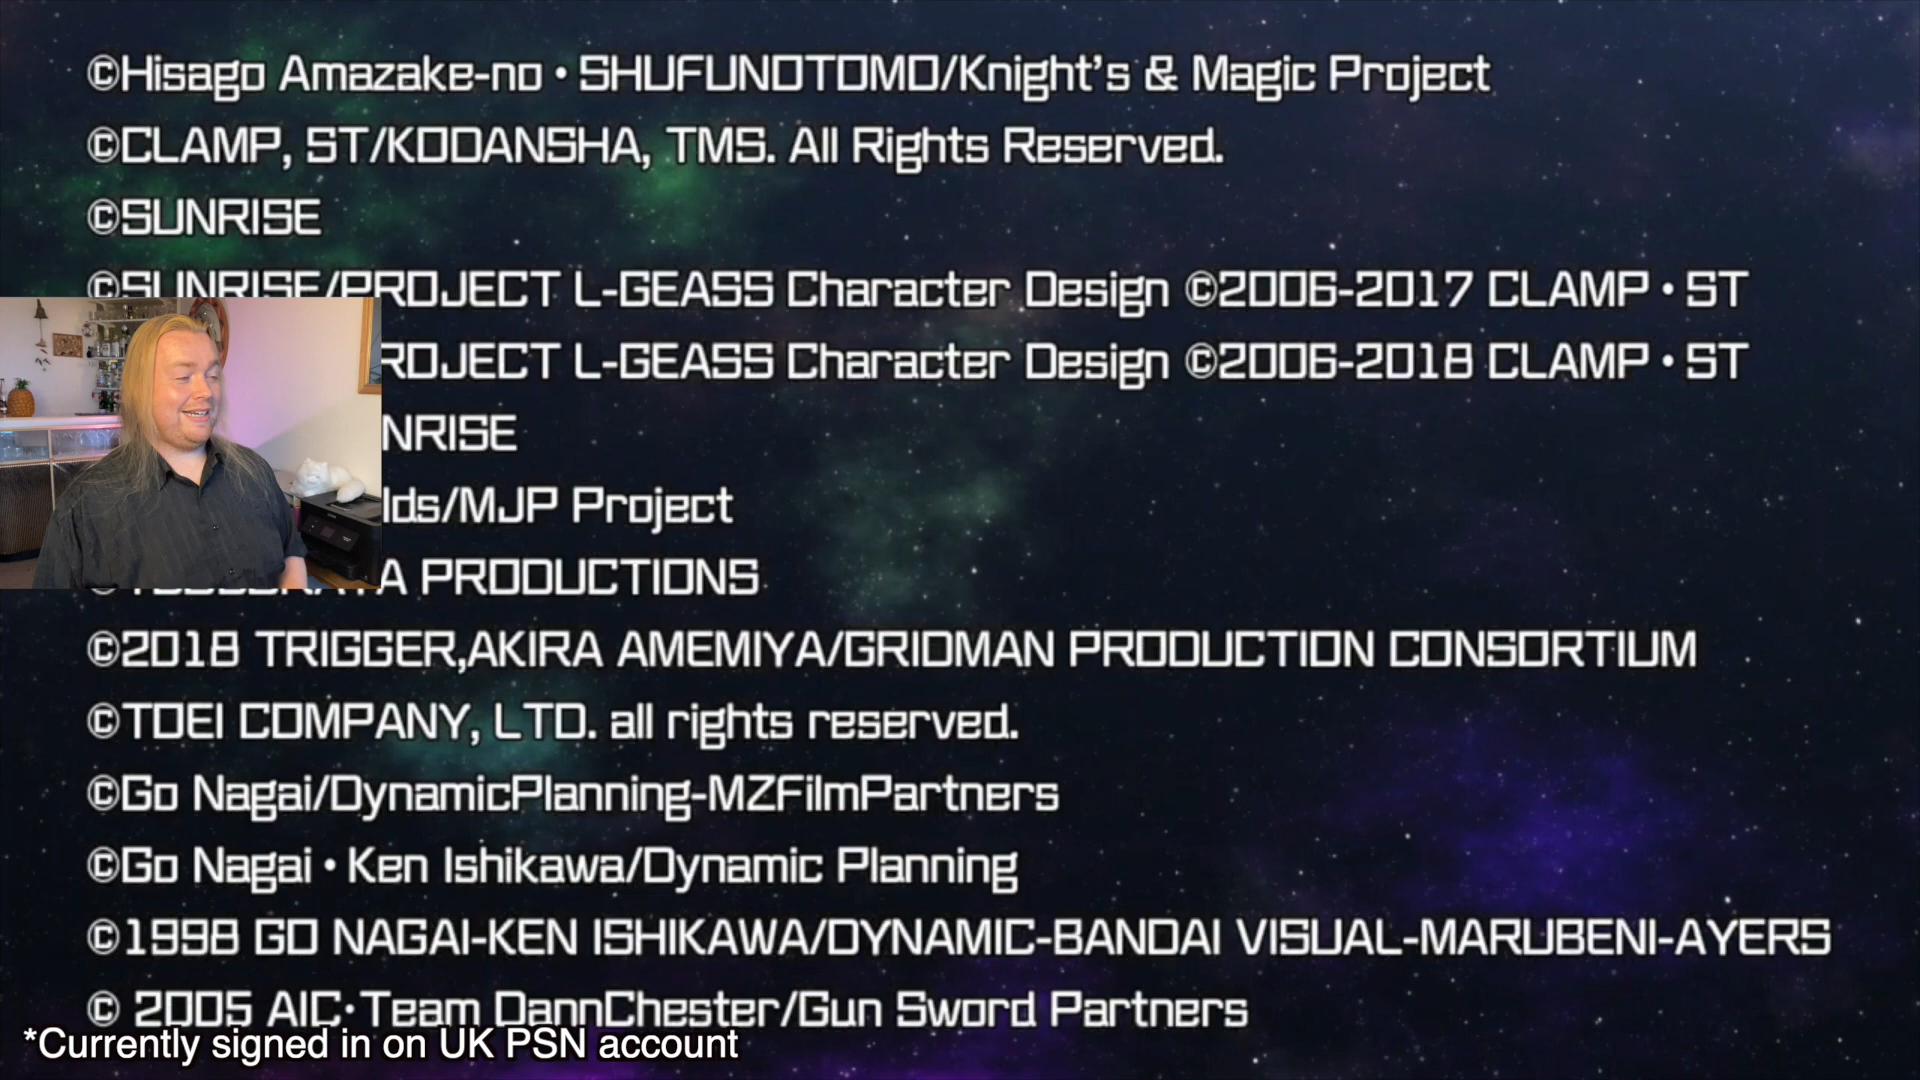 ©Hisago Amazake-no・SHUFUNOTOMO/Knight's & Magic Project
©CLAMP, ST/KODANSHA, TMS. All Rights Reserved.
©SUNRISE
©SUNRISE/PROJECT L-GEASS Character Design ©2006-2017 CLAMP・ST
ROJECT L-GEASS Character Design ©2006-2018 CLAMP・ST
NRISE
lds/MJP Project
A PRODUCTIONS
©2018 TRIGGER,AKIRA AMEMIYA/GRIDMAN PRODUCTION CONSORTIUM
©TOEI COMPANY, LTD. all rights reserved.
©Go Nagai/DynamicPlanning-MZFilmPartners
©Go Nagai・Ken Ishikawa/Dynamic Planning
©1998 GO NAGAI-KEN ISHIKAWA/DYNAMIC-BANDAI VISUAL-MARUBENI-AYERS
© 2005 AIC・Team DannChester/Gun Sword Partners
*Currently signed in on UK PSN account